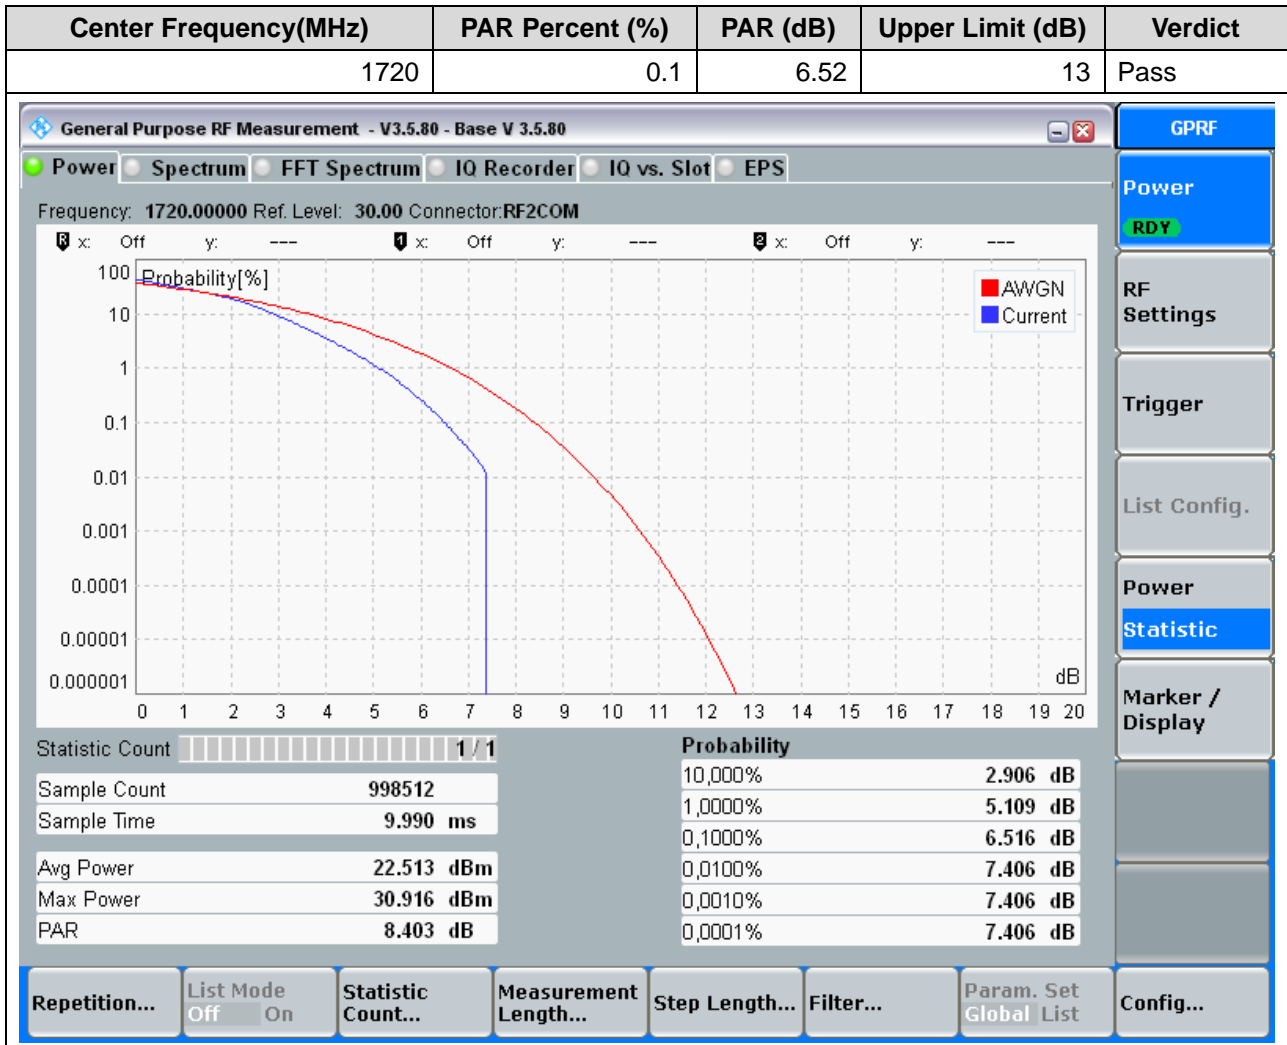 Center Frequency(MHz) PAR Percent (%) PAR (dB) Upper Limit (dB) Verdict
1720 0.1 6.52 13 Pass
General Purpose RF Measurement - V3.5.80 - Base V 3.5.80
GPRF
Power Spectrum FFT Spectrum IQ Recorder IQ vs. Slot EPS
Frequency: 1720.00000 Ref. Level: 30.00 Connector:RF2COM
R x: Off y: --- 1 x: Off y: --- 2 x: Off y: ---
Probability[%]
100
10
1
0.1
0.01
0.001
0.0001
0.00001
0.000001
AWGN
Current
dB
0 1 2 3 4 5 6 7 8 9 10 11 12 13 14 15 16 17 18 19 20
Statistic Count 1 / 1
Sample Count 998512
Sample Time 9.990 ms
Avg Power 22.513 dBm
Max Power 30.916 dBm
PAR 8.403 dB
Probability
10,000% 2.906 dB
1,0000% 5.109 dB
0,1000% 6.516 dB
0,0100% 7.406 dB
0,0010% 7.406 dB
0,0001% 7.406 dB
Power
RDY
RF
Settings
Trigger
List Config.
Power
Statistic
Marker /
Display
Repetition...
List Mode
Off On
Statistic
Count...
Measurement
Length...
Step Length...
Filter...
Param. Set
Global List
Config...